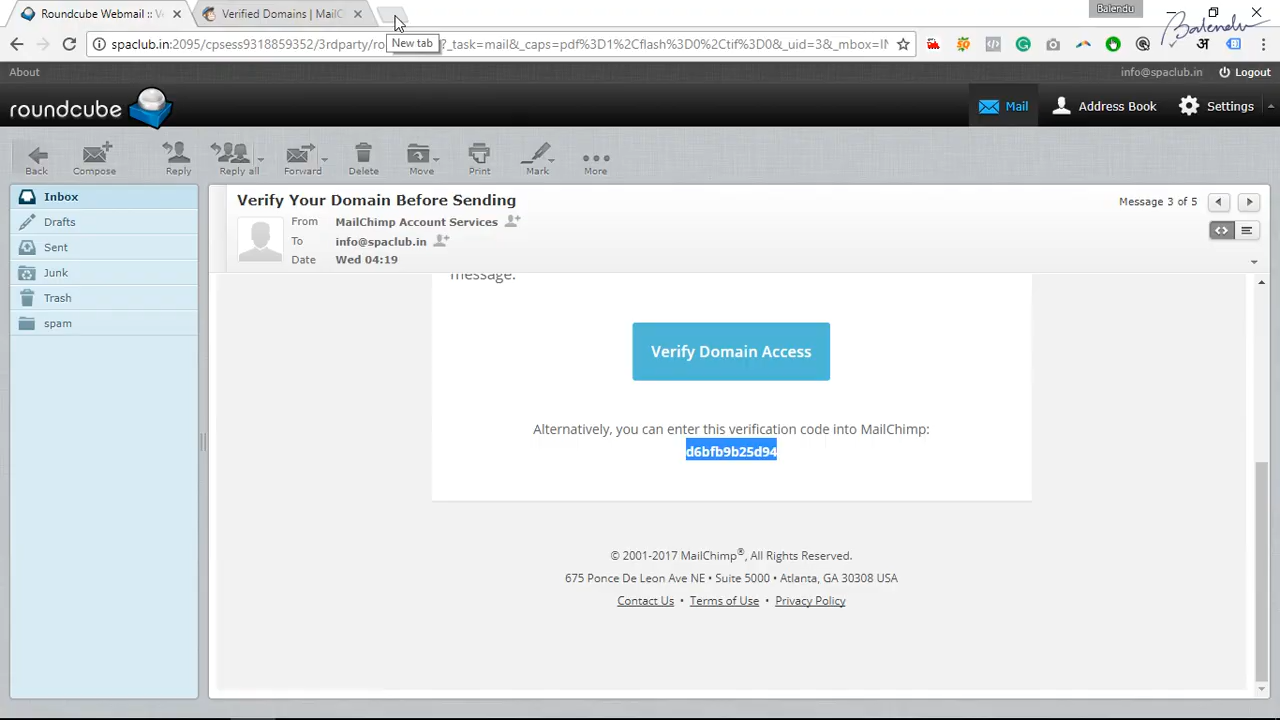 Roundcube Webmail :: Ve
Verified Domains | MailC
Balendu
New tab
spaclub.in:2095/cpsess9318859352/3rdparty/ro
?_task=mail&_caps=pdf%3D1%2Cflash%3D0%2Ctif%3D0&_uid=3&_mbox=IN
Balendu
About
info@spaclub.in
Logout
roundcube
Mail
Address Book
Settings
Back
Compose
Reply
Reply all
Forward
Delete
Move
Print
Mark
More
Inbox
Drafts
Sent
Junk
Trash
spam
Verify Your Domain Before Sending
Message 3 of 5
From MailChimp Account Services
To info@spaclub.in
Date Wed 04:19
message:
Verify Domain Access
Alternatively, you can enter this verification code into MailChimp:
d6bfb9b25d94
© 2001-2017 MailChimp®, All Rights Reserved.
675 Ponce De Leon Ave NE • Suite 5000 • Atlanta, GA 30308 USA
Contact Us • Terms of Use • Privacy Policy